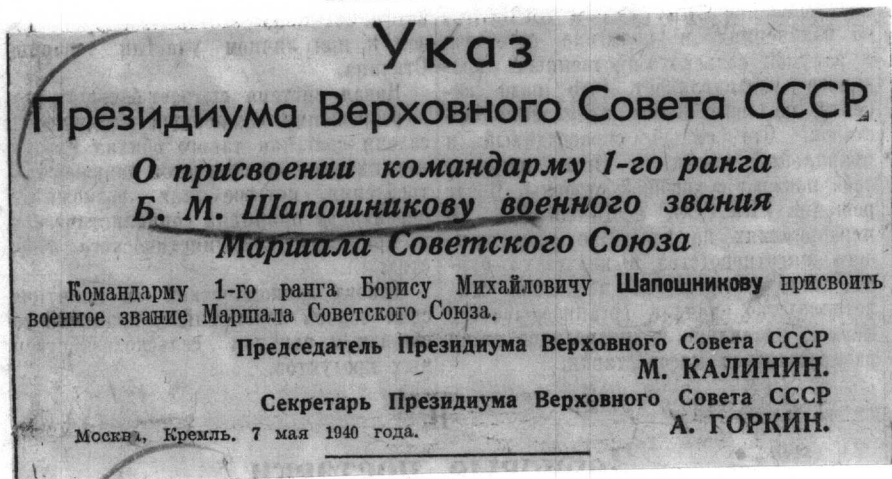 Указ
Президиума Верховного Совета СССР
О присвоении командарму 1-го ранга
Б. М. Шапошникову военного звания
Маршала Советского Союза
Командарму 1-го ранга Борису Михайловичу Шапошникову присвоить
военное звание Маршала Советского Союза.
Председатель Президиума Верховного Совета СССР
М. КАЛИНИН.
Секретарь Президиума Верховного Совета СССР
А. ГОРКИН.
Москва, Кремль. 7 мая 1940 года.